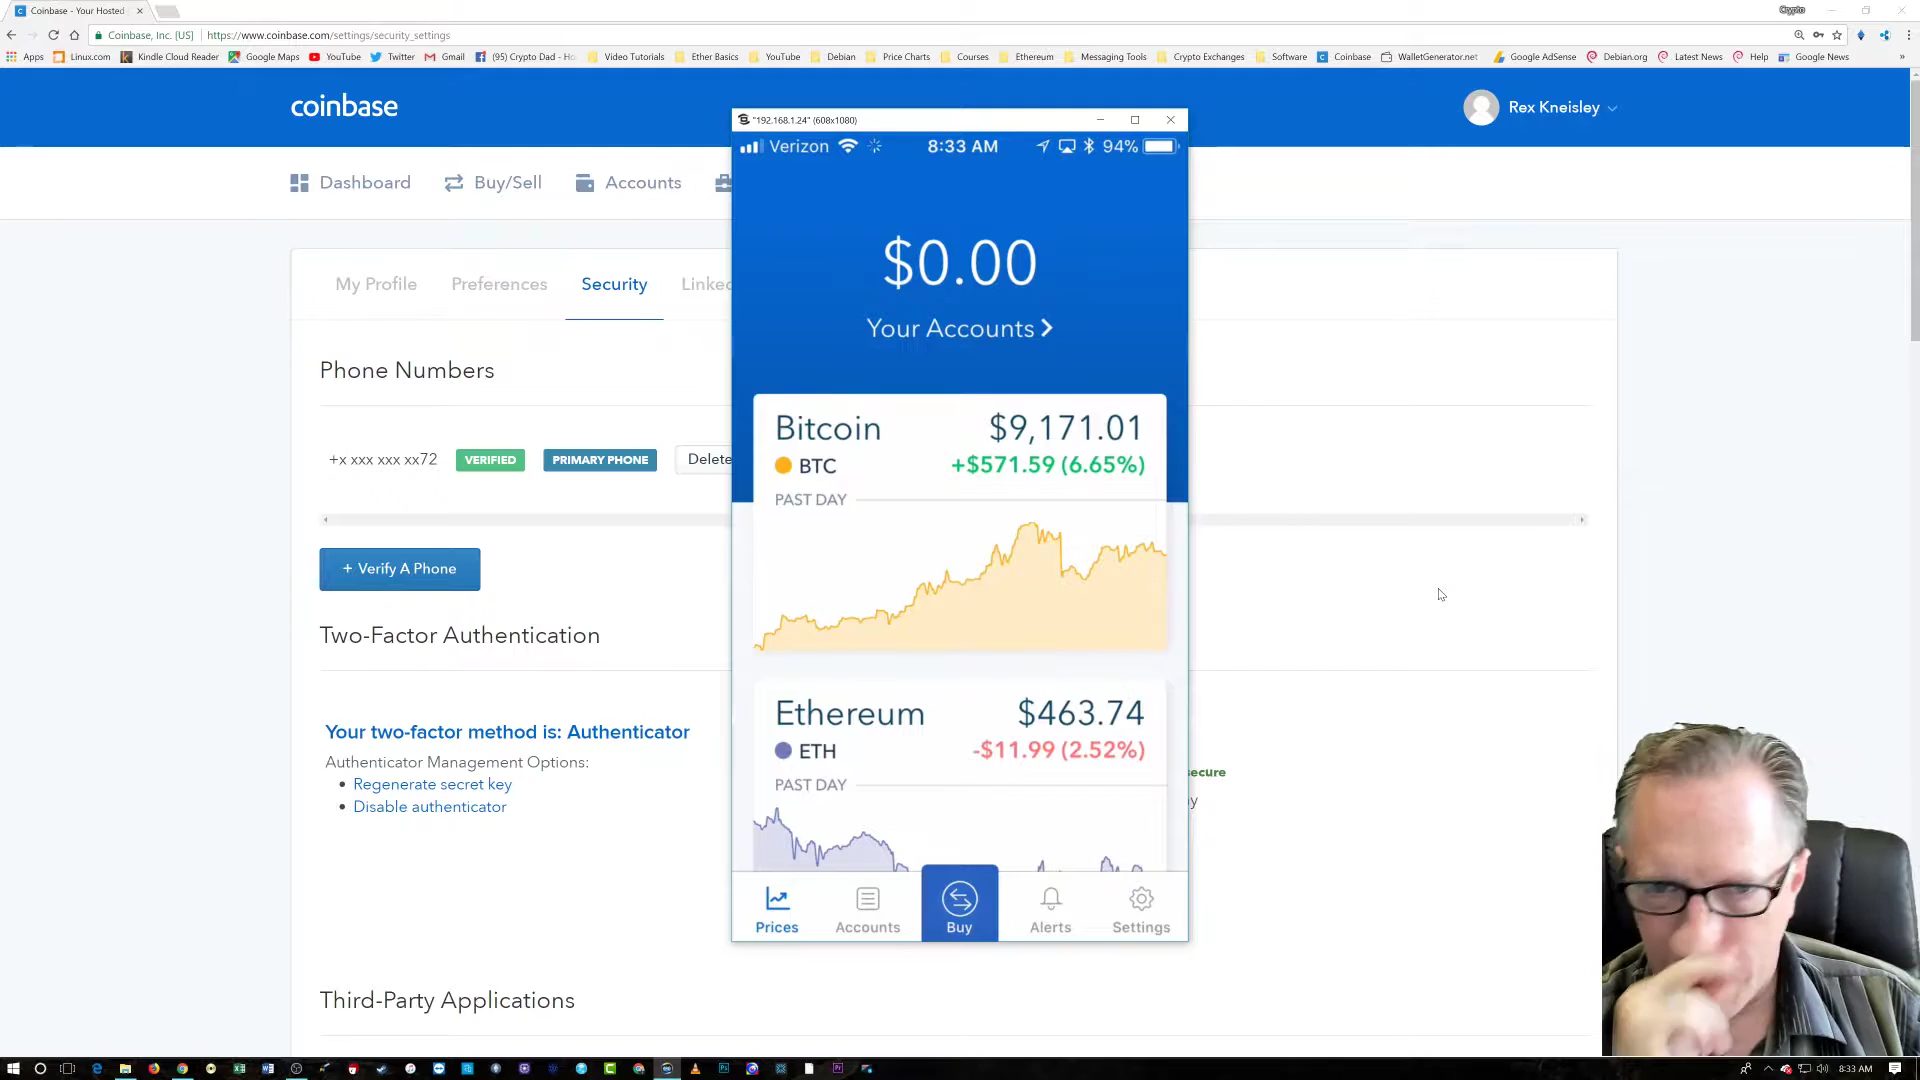 Coinbase - Your Hosted
Crypto
Coinbase, Inc. [US] https://www.coinbase.com/settings/security_settings
Apps Linux.com Kindle Cloud Reader Google Maps YouTube Twitter Gmail (95) Crypto Dad - Ho Video Tutorials Ether Basics YouTube Debian Price Charts Courses Ethereum Messaging Tools Crypto Exchanges Software Coinbase WalletGenerator.net Google AdSense Debian.org Latest News Help Google News »
coinbase
Rex Kneisley
Dashboard Buy/Sell Accounts
My Profile Preferences Security Linked
Phone Numbers
+x xxx xxx xx72 VERIFIED PRIMARY PHONE Delete
+ Verify A Phone
Two-Factor Authentication
Your two-factor method is: Authenticator
Authenticator Management Options:
• Regenerate secret key
• Disable authenticator
secure
y
Third-Party Applications
"192.168.1.24" (608x1080)
Verizon 8:33 AM 94%
$0.00
Your Accounts
Bitcoin $9,171.01
BTC +$571.59 (6.65%)
PAST DAY
Ethereum $463.74
ETH -$11.99 (2.52%)
PAST DAY
Prices Accounts Buy Alerts Settings
8:33 AM